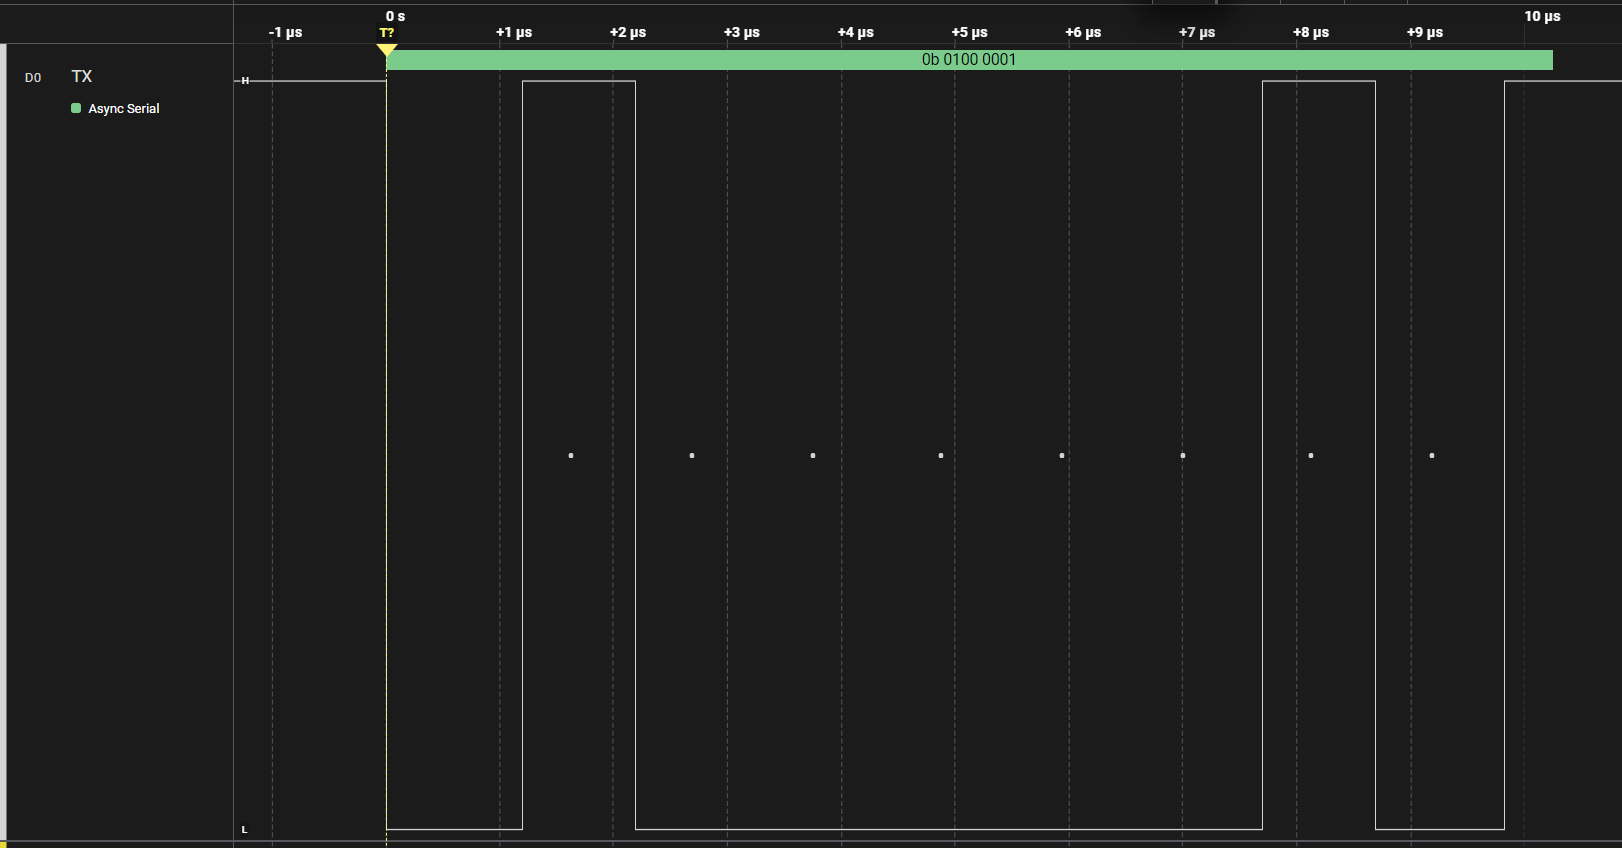 0 s 10 µs
-1 µs T? +1 µs +2 µs +3 µs +4 µs +5 µs +6 µs +7 µs +8 µs +9 µs
0b 0100 0001
D0 TX H
Async Serial
L